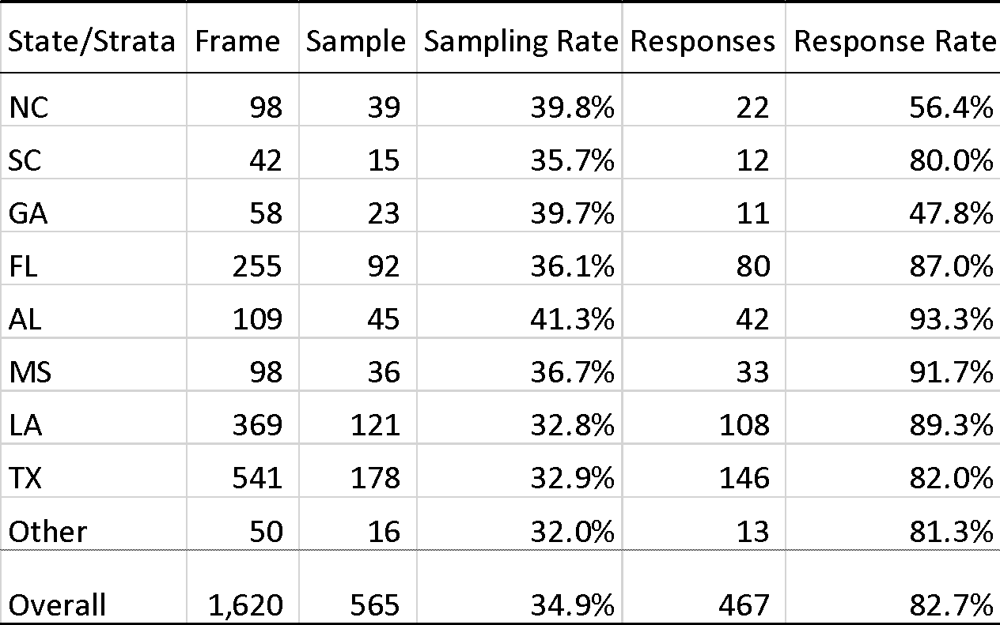 State/Strata Frame Sample Sampling Rate Responses Response Rate
NC 98 39 39.8% 22 56.4%
SC 42 15 35.7% 12 80.0%
GA 58 23 39.7% 11 47.8%
FL 255 92 36.1% 80 87.0%
AL 109 45 41.3% 42 93.3%
MS 98 36 36.7% 33 91.7%
LA 369 121 32.8% 108 89.3%
TX 541 178 32.9% 146 82.0%
Other 50 16 32.0% 13 81.3%
Overall 1,620 565 34.9% 467 82.7%